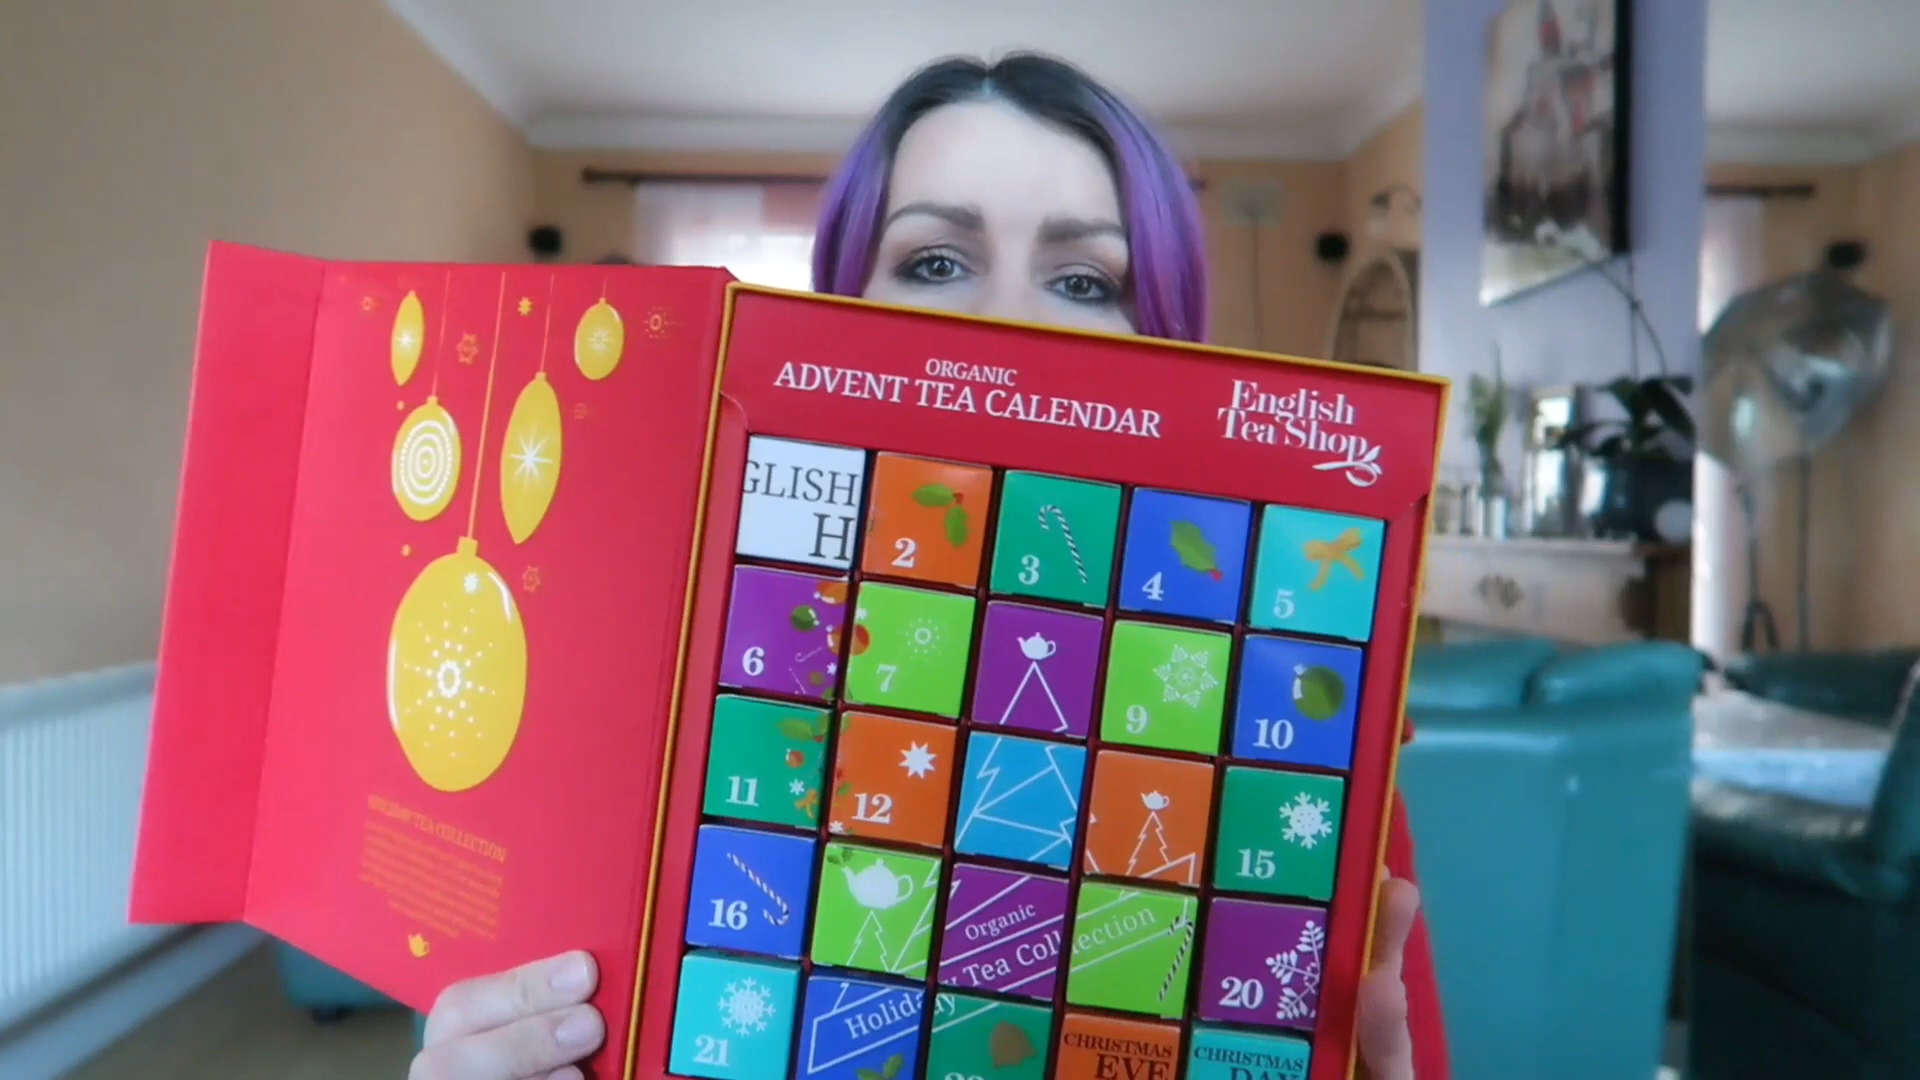 ORGANIC
ADVENT TEA CALENDAR
English
Tea Shop
GLISH
H
2
3
4
5
6
7
9
10
11
12
15
16
Organic
Tea Collection
20
21
Holiday
CHRISTMAS
EVE
CHRISTMAS
DAY
HOLIDAY TEA COLLECTION